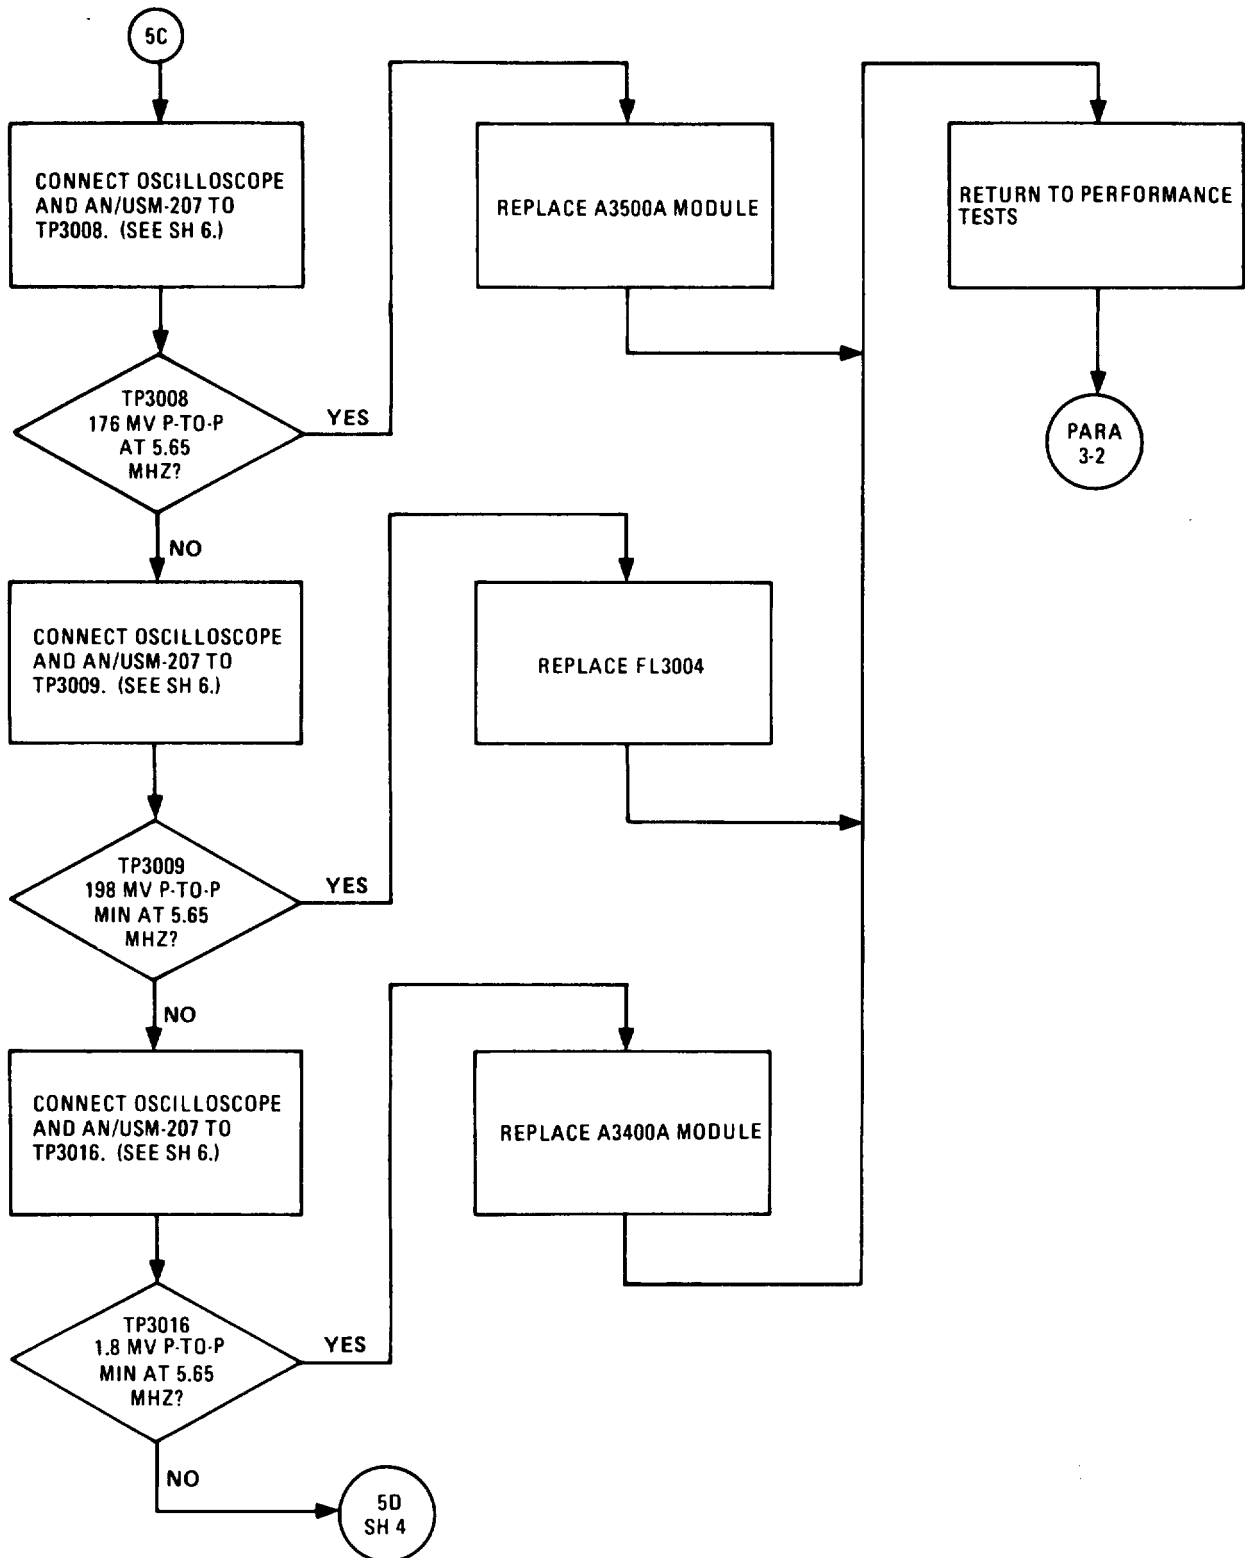 5C
CONNECT OSCILLOSCOPE
AND AN/USM-207 TO
TP3008. (SEE SH 6.)
REPLACE A3500A MODULE
RETURN TO PERFORMANCE
TESTS
TP3008
176 MV P-TO-P
AT 5.65
MHZ?
YES
PARA
3-2
NO
CONNECT OSCILLOSCOPE
AND AN/USM-207 TO
TP3009. (SEE SH 6.)
REPLACE FL3004
TP3009
198 MV P-TO-P
MIN AT 5.65
MHZ?
YES
NO
CONNECT OSCILLOSCOPE
AND AN/USM-207 TO
TP3016. (SEE SH 6.)
REPLACE A3400A MODULE
TP3016
1.8 MV P-TO-P
MIN AT 5.65
MHZ?
YES
NO
5D
SH 4